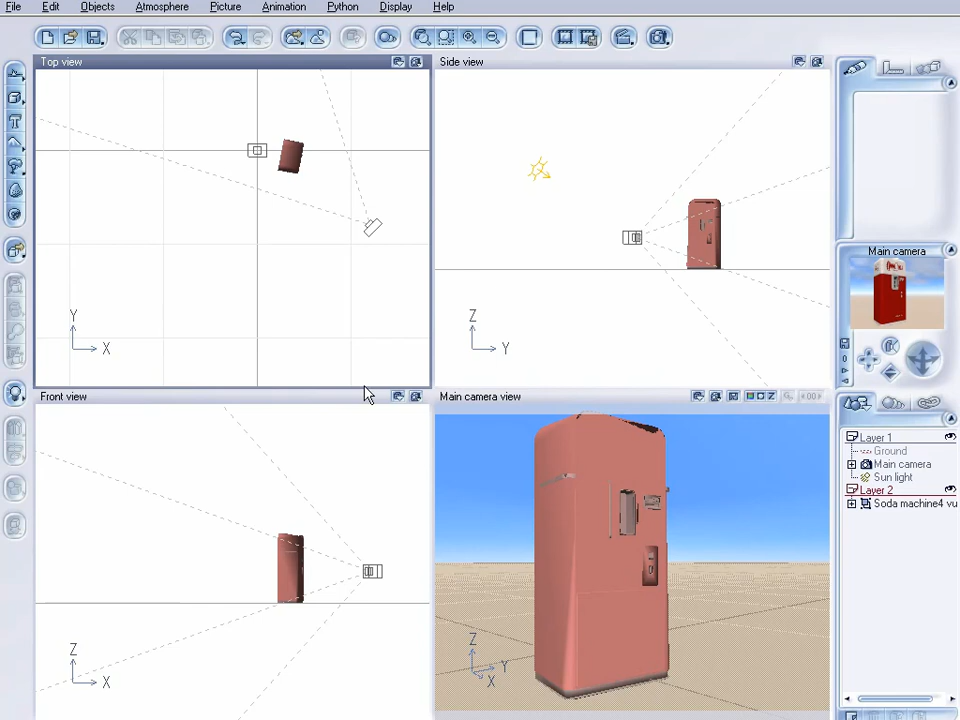 File Edit Objects Atmosphere Picture Animation Python Display Help
Top view
Side view
Y
X
Z
Y
Main camera
Front view
Main camera view
Layer 1
Ground
Main camera
Sun light
Layer 2
Soda machine4 vu
Z
X
Z
Y
X